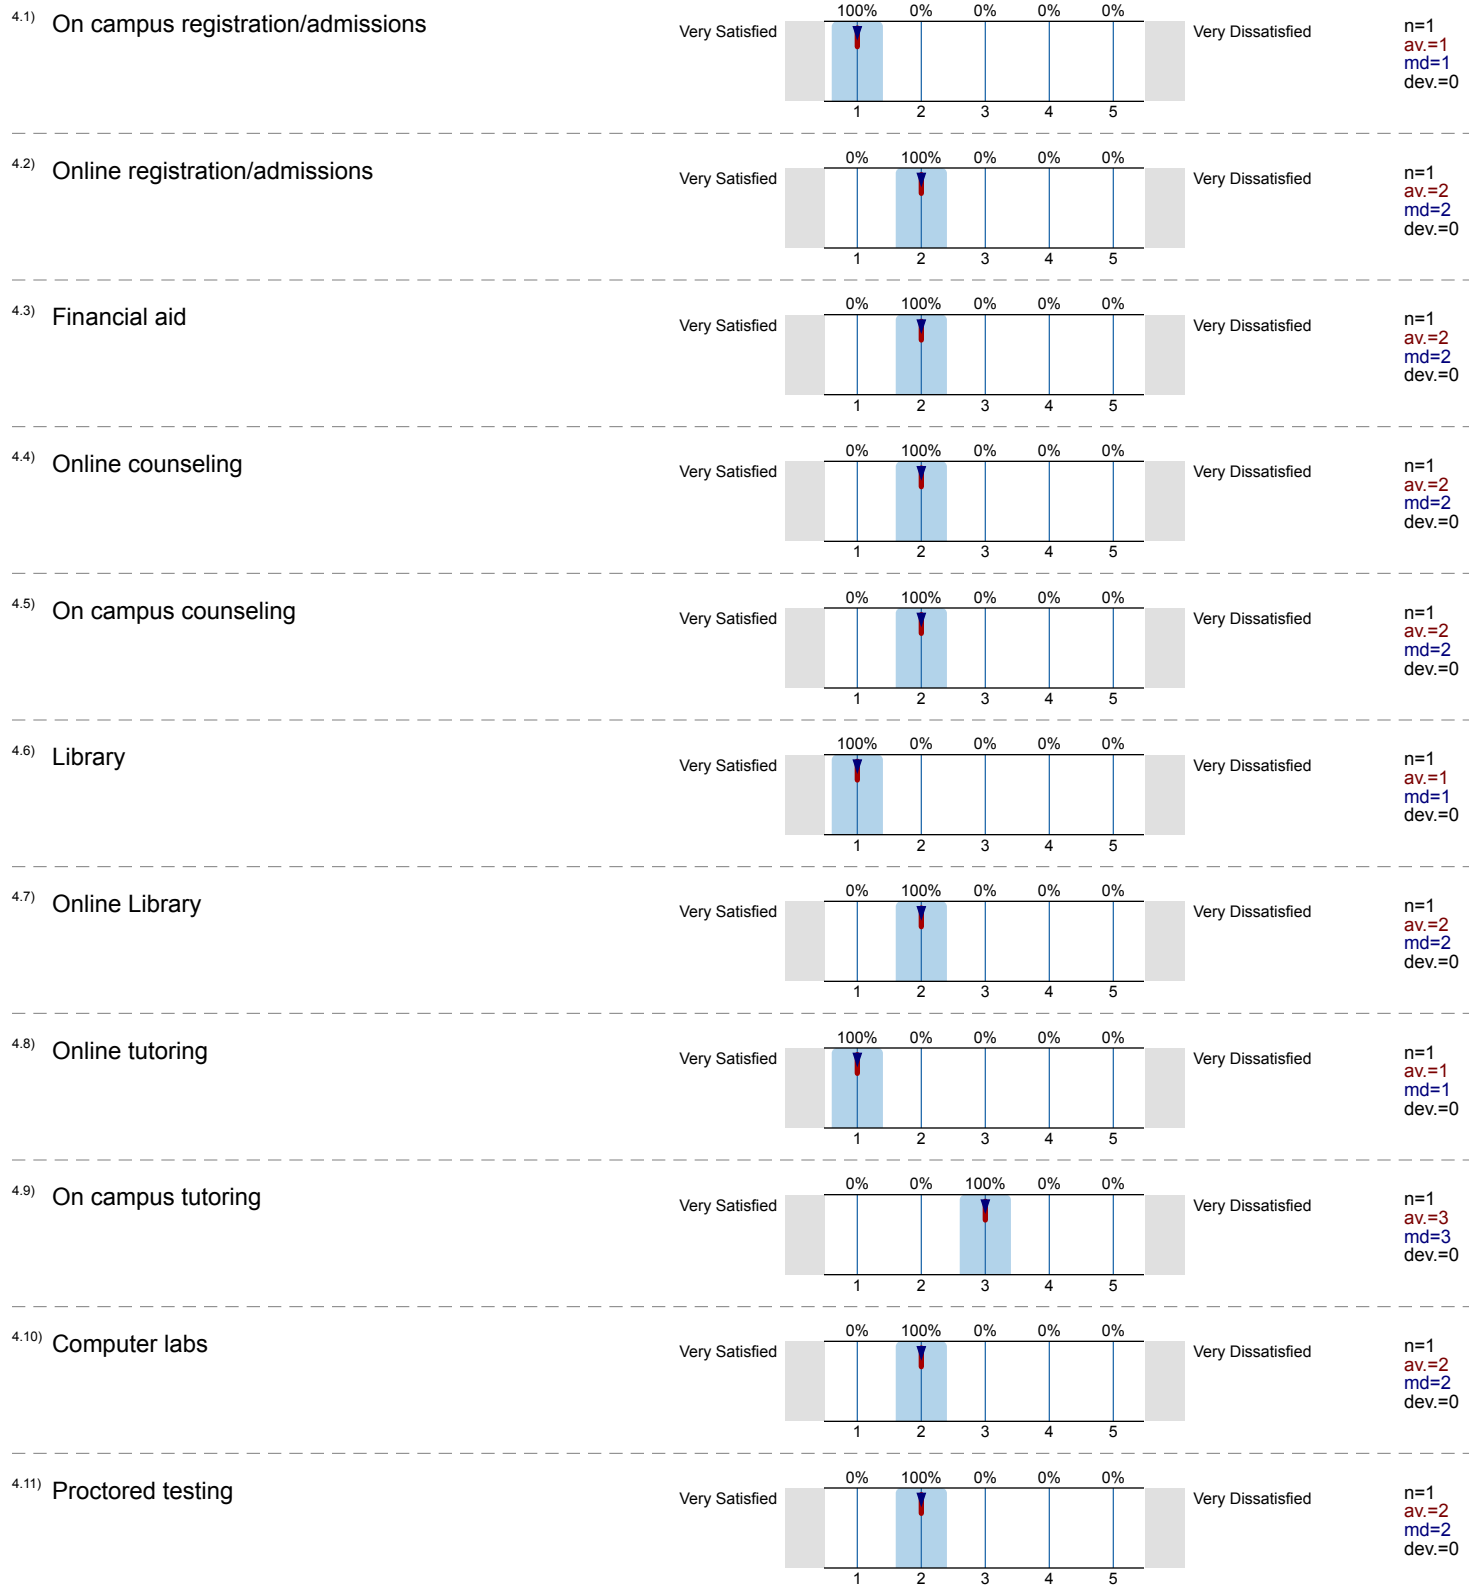 4.1) On campus registration/admissions
100% 0% 0% 0%
Very Satisfied Very Dissatisfied
n=1
av.=1
md=1
dev.=0
1 2 3 4 5
4.2) Online registration/admissions
0% 100% 0% 0% 0%
Very Satisfied Very Dissatisfied
n=1
av.=2
md=2
dev.=0
1 2 3 4 5
4.3) Financial aid
0% 100% 0% 0% 0%
Very Satisfied Very Dissatisfied
n=1
av.=2
md=2
dev.=0
1 2 3 4 5
4.4) Online counseling
0% 100% 0% 0% 0%
Very Satisfied Very Dissatisfied
n=1
av.=2
md=2
dev.=0
1 2 3 4 5
4.5) On campus counseling
0% 100% 0% 0% 0%
Very Satisfied Very Dissatisfied
n=1
av.=2
md=2
dev.=0
1 2 3 4 5
4.6) Library
100% 0% 0% 0% 0%
Very Satisfied Very Dissatisfied
n=1
av.=1
md=1
dev.=0
1 2 3 4 5
4.7) Online Library
0% 100% 0% 0% 0%
Very Satisfied Very Dissatisfied
n=1
av.=2
md=2
dev.=0
1 2 3 4 5
4.8) Online tutoring
100% 0% 0% 0% 0%
Very Satisfied Very Dissatisfied
n=1
av.=1
md=1
dev.=0
1 2 3 4 5
4.9) On campus tutoring
0% 0% 100% 0% 0%
Very Satisfied Very Dissatisfied
n=1
av.=3
md=3
dev.=0
1 2 3 4 5
4.10) Computer labs
0% 100% 0% 0% 0%
Very Satisfied Very Dissatisfied
n=1
av.=2
md=2
dev.=0
1 2 3 4 5
4.11) Proctored testing
0% 100% 0% 0% 0%
Very Satisfied Very Dissatisfied
n=1
av.=2
md=2
dev.=0
1 2 3 4 5